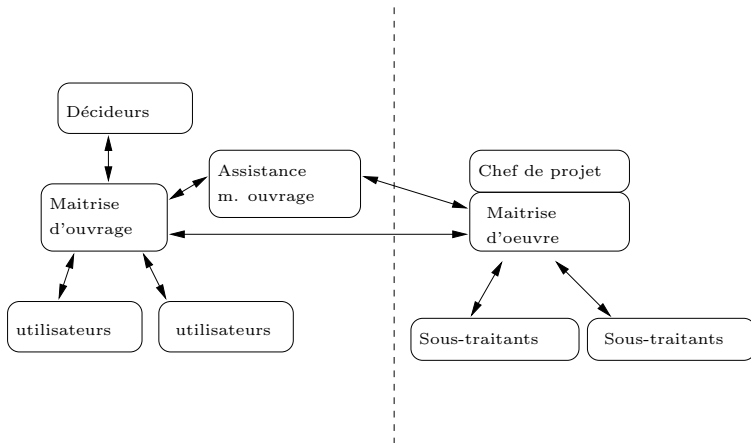 Décideurs
Assistance
m. ouvrage
Chef de projet
Maitrise
d'ouvrage
Maitrise
d'oeuvre
utilisateurs
utilisateurs
Sous-traitants
Sous-traitants